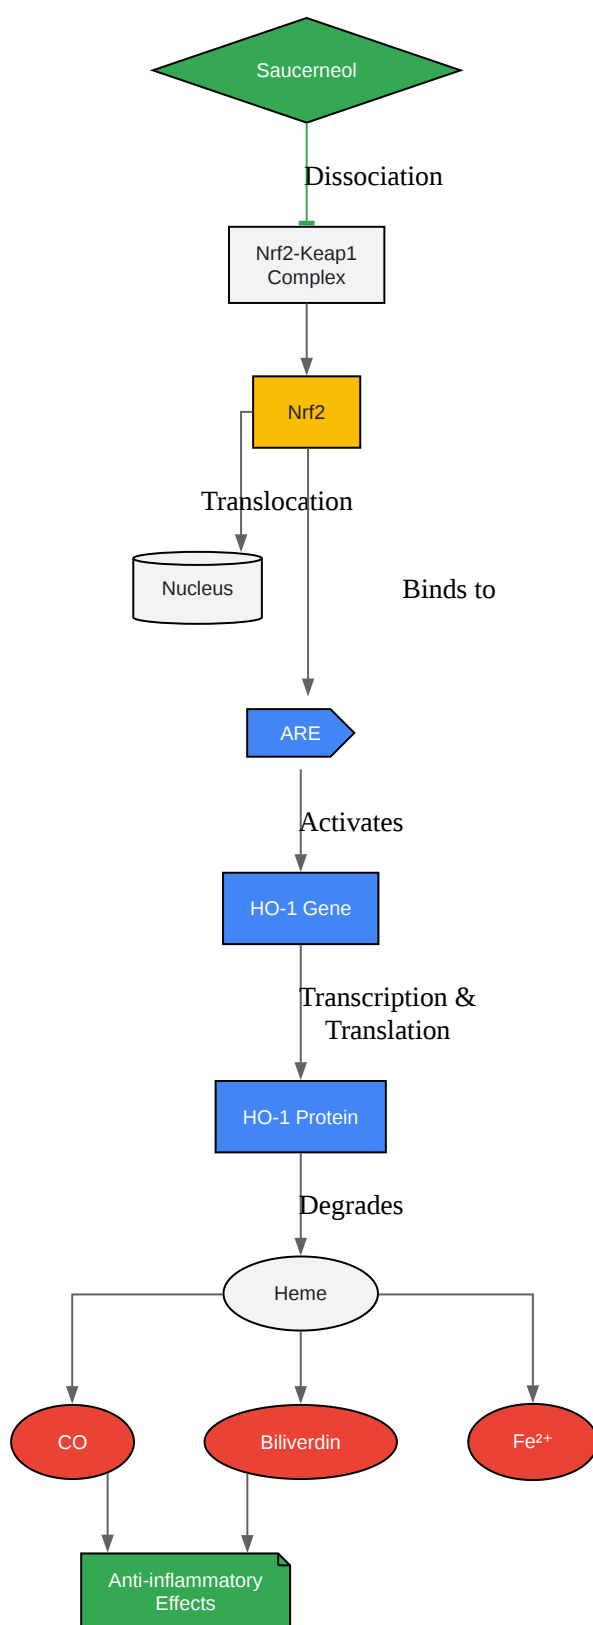 Saucerneol
Dissociation
Nrf2-Keap1
Complex
Nrf2
Translocation
Nucleus
Binds to
ARE
Activates
HO-1 Gene
Transcription &
Translation
HO-1 Protein
Degrades
Heme
CO
Biliverdin
Fe²⁺
Anti-inflammatory
Effects